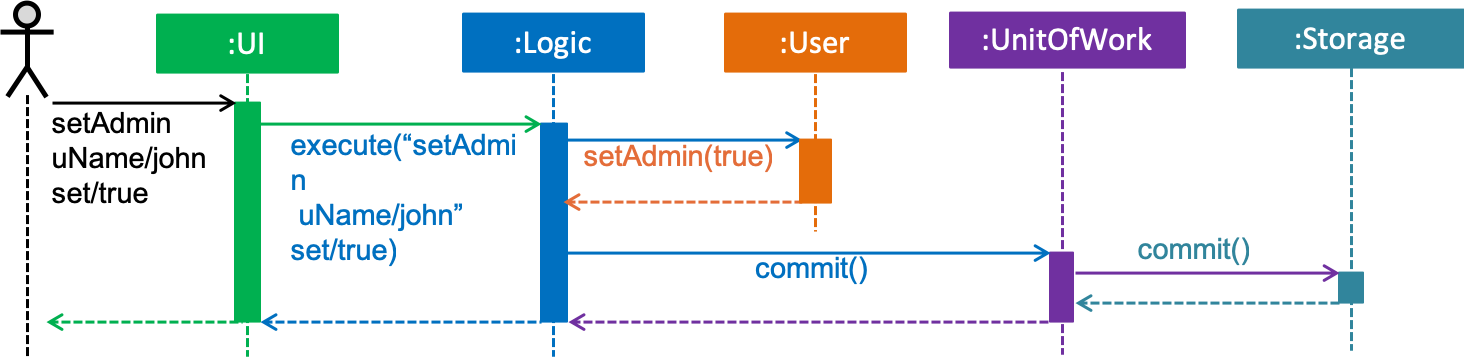 :UI
:Logic
:User
:UnitOfWork
:Storage
setAdmin
uName/john
set/true
execute(“setAdmi
n
uName/john”
set/true)
setAdmin(true)
commit()
commit()